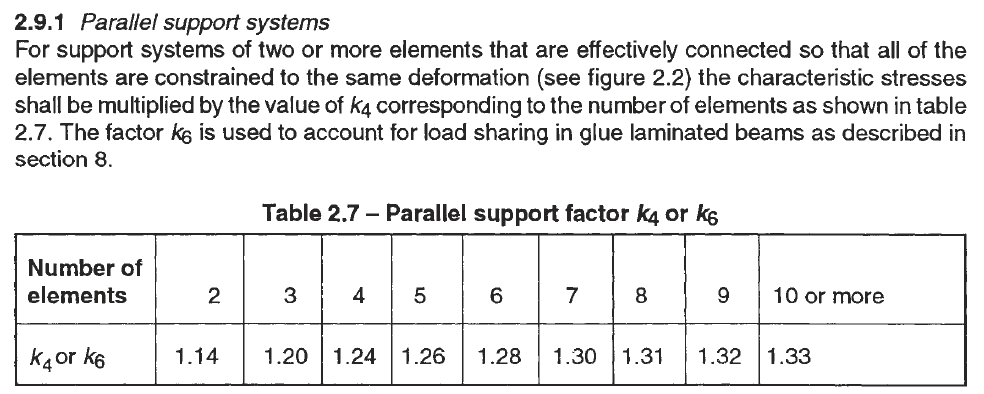 2.9.1 Parallel support systems
For support systems of two or more elements that are effectively connected so that all of the
elements are constrained to the same deformation (see figure 2.2) the characteristic stresses
shall be multiplied by the value of k4 corresponding to the number of elements as shown in table
2.7. The factor k6 is used to account for load sharing in glue laminated beams as described in
section 8.
Table 2.7 – Parallel support factor k4 or k6
Number of
elements 2 3 4 5 6 7 8 9 10 or more
k4 or k6 1.14 1.20 1.24 1.26 1.28 1.30 1.31 1.32 1.33